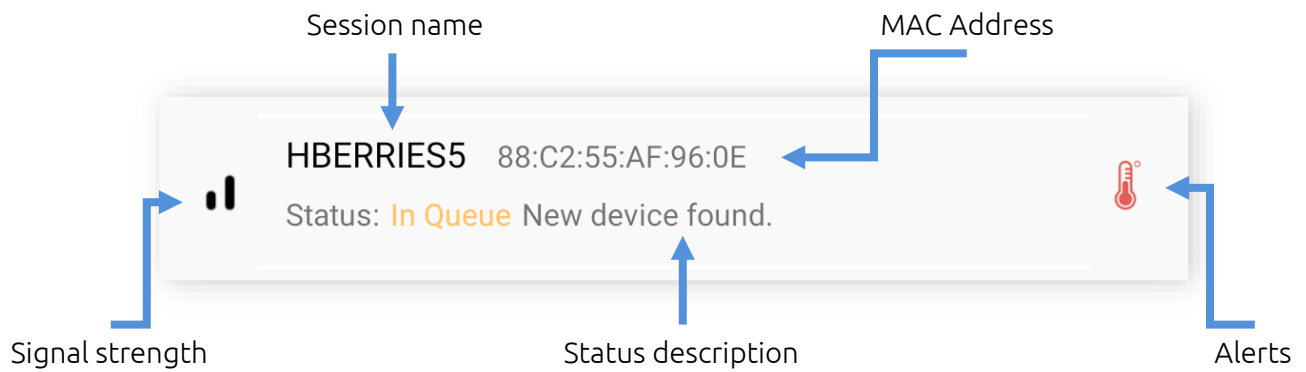 Session name
MAC Address
HBERRIES5 88:C2:55:AF:96:0E
Status: In Queue New device found.
Signal strength
Status description
Alerts